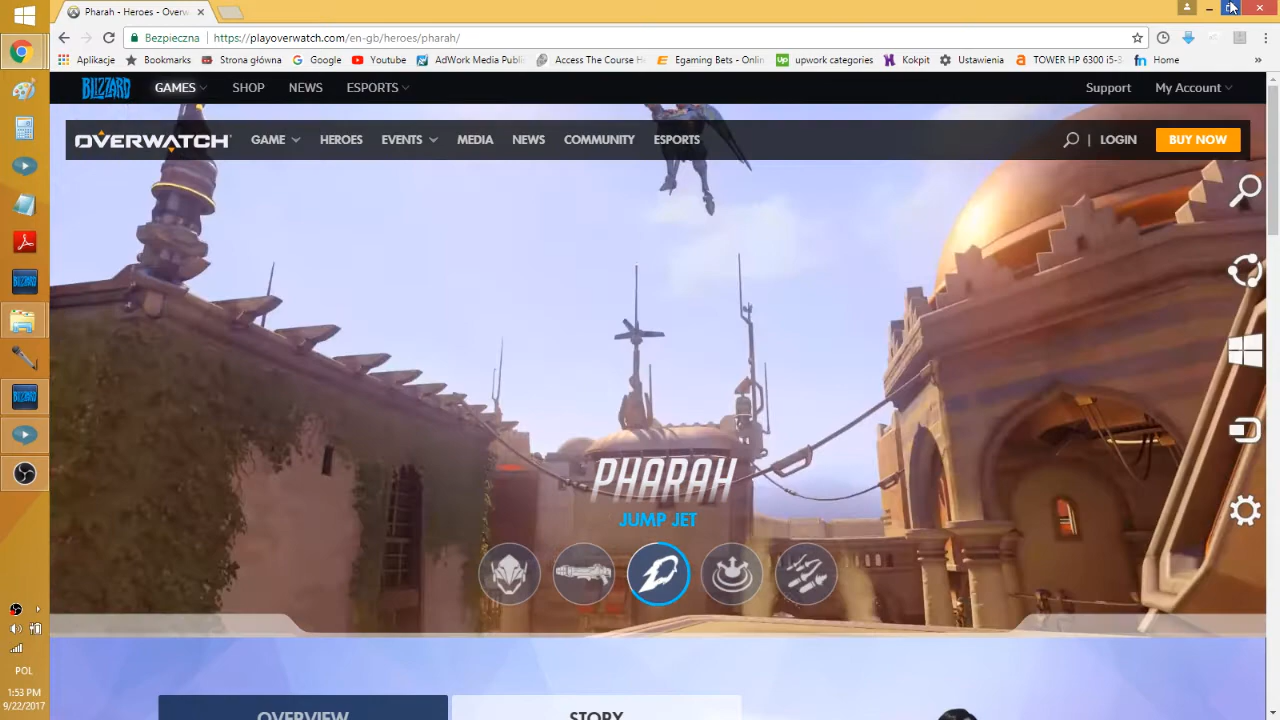 Pharah - Heroes - Overw
Bezpieczna
https://playoverwatch.com/en-gb/heroes/pharah/
Aplikacje
Bookmarks
Strona główna
Google
Youtube
AdWork Media Public
Access The Course H
Egaming Bets - Onlin
upwork categories
Kokpit
Ustawienia
TOWER HP 6300 i5-3
Home
»
BLIZZARD
GAMES
SHOP
NEWS
ESPORTS
Support
My Account
OVERWATCH
GAME
HEROES
EVENTS
MEDIA
NEWS
COMMUNITY
ESPORTS
LOGIN
BUY NOW
PHARAH
JUMP JET
OVERVIEW
STORY
BLIZZARD
BLIZZARD
POL
1:53 PM
9/22/2017